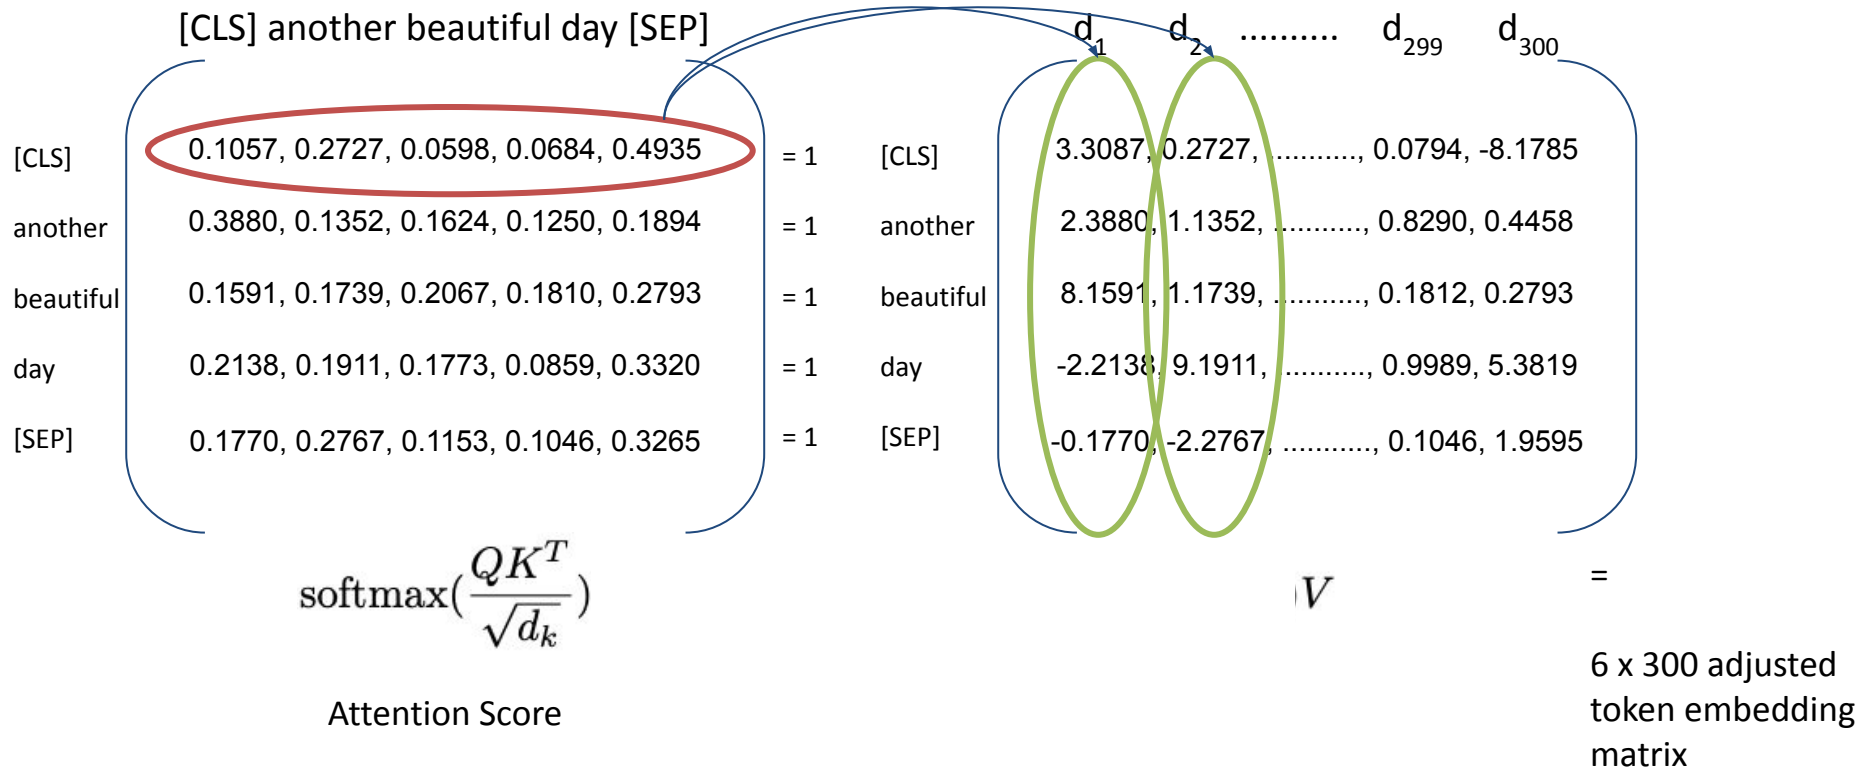 [CLS] another beautiful day [SEP] d1 d2 .......... d299 d300
[CLS] 0.1057, 0.2727, 0.0598, 0.0684, 0.4935 = 1 [CLS] 3.3087, 0.2727, ..........., 0.0794, -8.1785
another 0.3880, 0.1352, 0.1624, 0.1250, 0.1894 = 1 another 2.3880, 1.1352, ..........., 0.8290, 0.4458
beautiful 0.1591, 0.1739, 0.2067, 0.1810, 0.2793 = 1 beautiful 8.1591, 1.1739, ..........., 0.1812, 0.2793
day 0.2138, 0.1911, 0.1773, 0.0859, 0.3320 = 1 day -2.2138, 9.1911, ..........., 0.9989, 5.3819
[SEP] 0.1770, 0.2767, 0.1153, 0.1046, 0.3265 = 1 [SEP] -0.1770, -2.2767, ..........., 0.1046, 1.9595
softmax(QK^T/√d_k) )V =
Attention Score
6 x 300 adjusted
token embedding
matrix